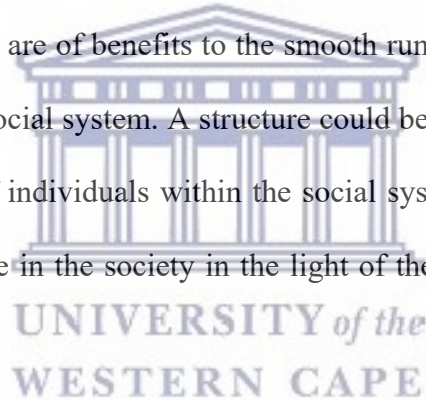 are of benefits to the smooth run
ocial system. A structure could be
individuals within the social sys
in the society in the light of the
UNIVERSITY of the
WESTERN CAPE